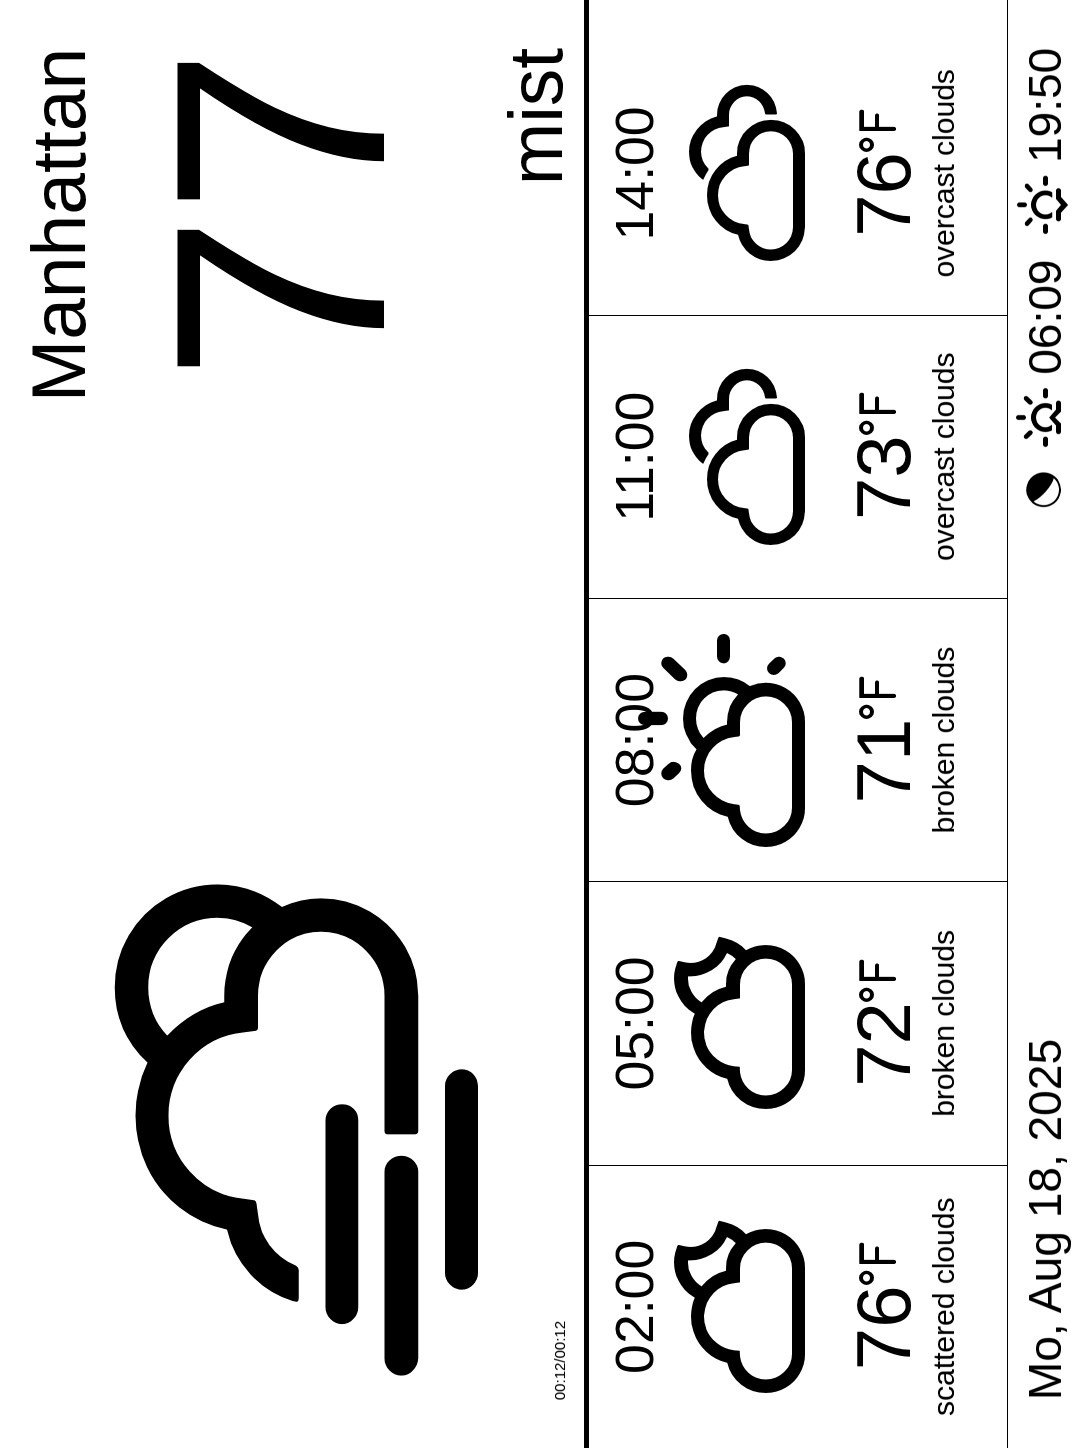 Manhattan
77
mist
00:12/00:12
02:00
05:00
08:00
11:00
14:00
76°F
72°F
71°F
73°F
76°F
scattered clouds
broken clouds
broken clouds
overcast clouds
overcast clouds
Mo, Aug 18, 2025
06:09
19:50